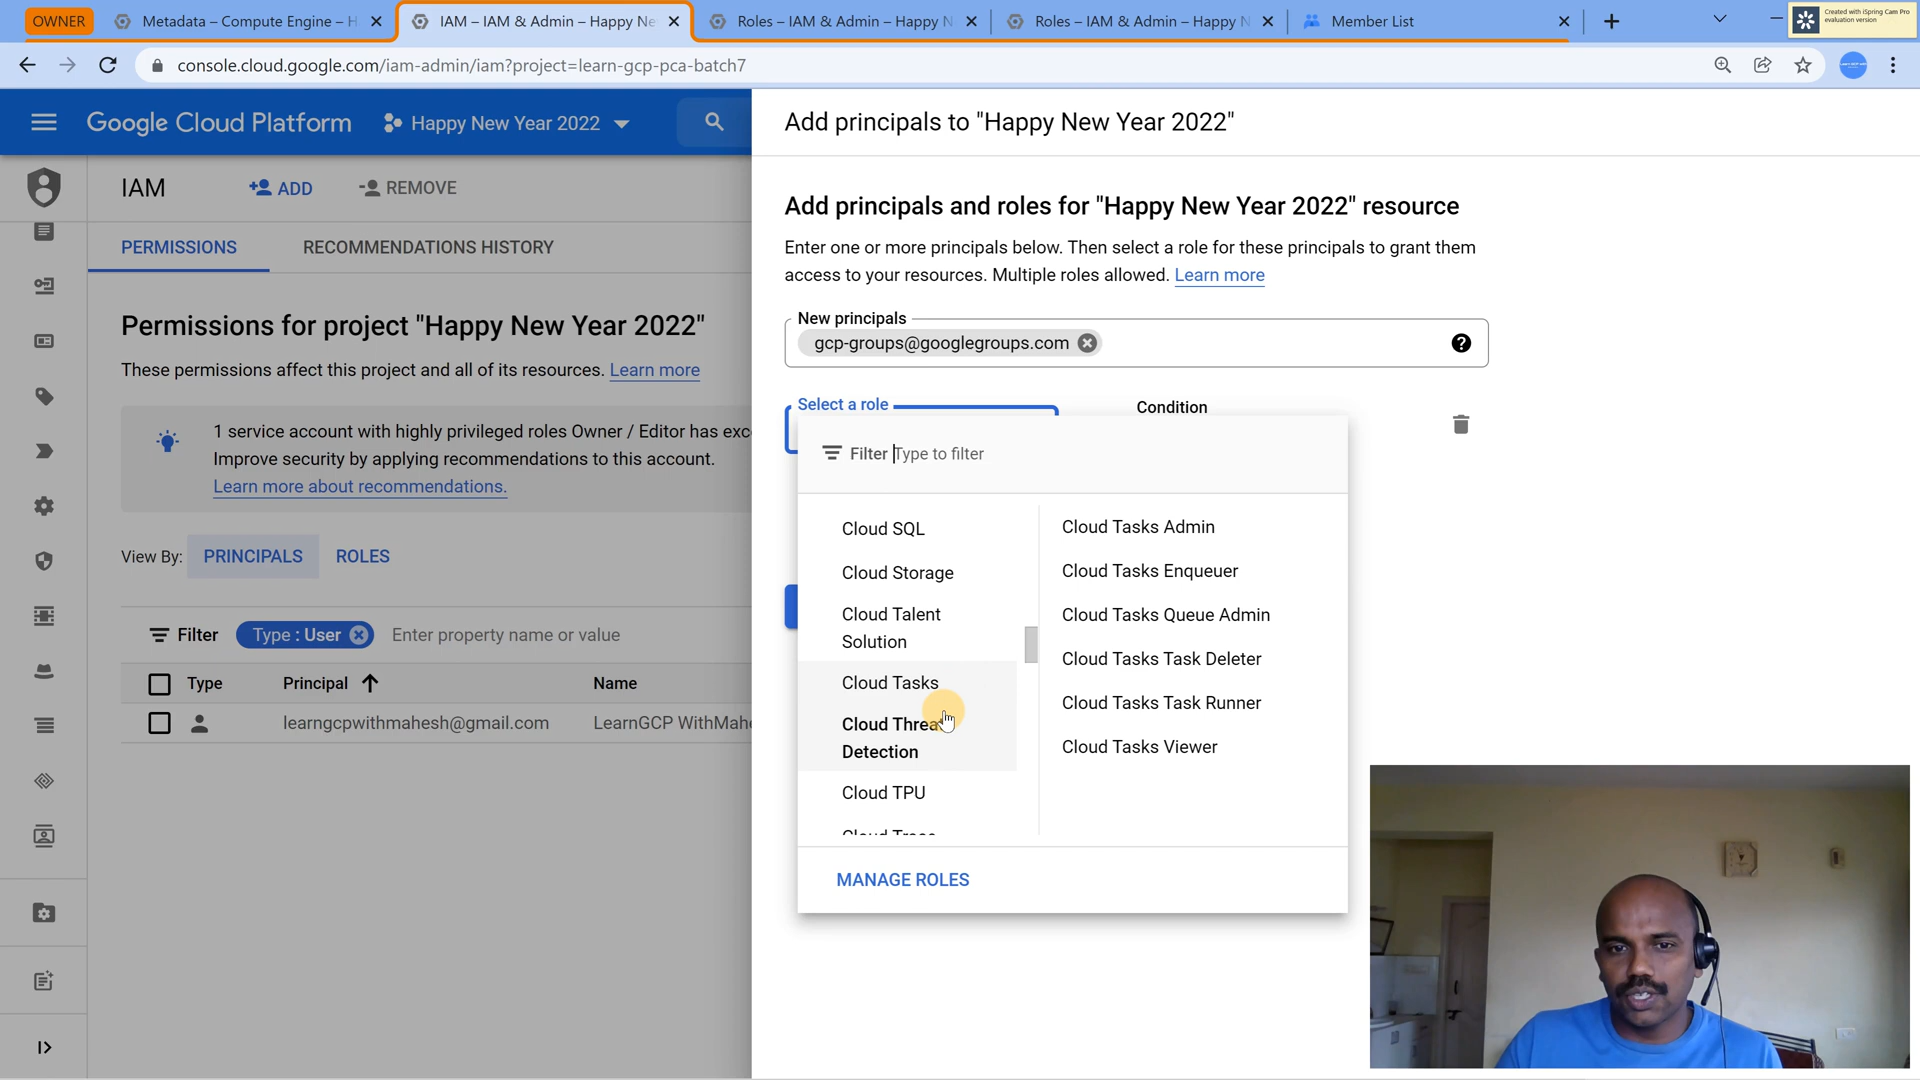 OWNER
Metadata – Compute Engine – H
IAM – IAM & Admin – Happy Ne
Roles – IAM & Admin – Happy N
Roles – IAM & Admin – Happy N
Member List
Created with iSpring Cam Pro
evaluation version
console.cloud.google.com/iam-admin/iam?project=learn-gcp-pca-batch7
Google Cloud Platform
Happy New Year 2022
IAM
ADD
REMOVE
PERMISSIONS
RECOMMENDATIONS HISTORY
Permissions for project "Happy New Year 2022"
These permissions affect this project and all of its resources. Learn more
1 service account with highly privileged roles Owner / Editor has exc
Improve security by applying recommendations to this account.
Learn more about recommendations.
View By: PRINCIPALS ROLES
Filter Type : User Enter property name or value
Type Principal Name
learngcpwithmahesh@gmail.com LearnGCP WithMahe
Add principals to "Happy New Year 2022"
Add principals and roles for "Happy New Year 2022" resource
Enter one or more principals below. Then select a role for these principals to grant them
access to your resources. Multiple roles allowed. Learn more
New principals
gcp-groups@googlegroups.com
Select a role
Condition
Filter Type to filter
Cloud SQL
Cloud Storage
Cloud Talent
Solution
Cloud Tasks
Cloud Threa
Detection
Cloud TPU
Cloud Trace
Cloud Tasks Admin
Cloud Tasks Enqueuer
Cloud Tasks Queue Admin
Cloud Tasks Task Deleter
Cloud Tasks Task Runner
Cloud Tasks Viewer
MANAGE ROLES